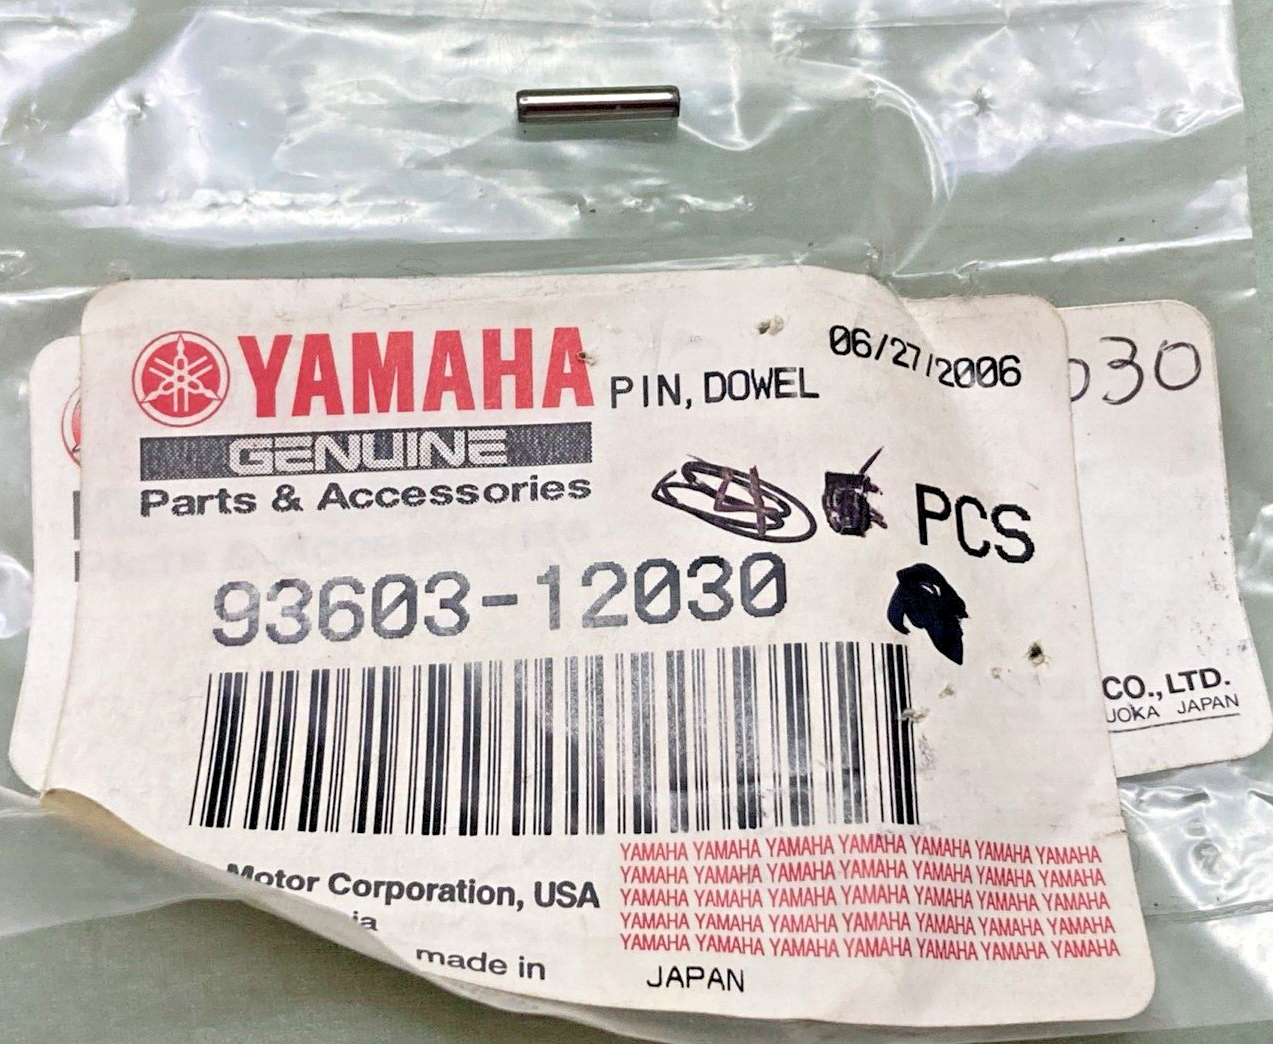 YAMAHA
PIN, DOWEL
06/27/2006
030
GENUINE
Parts & Accessories
PCS
93603-12030
CO., LTD.
UOKA JAPAN
Motor Corporation, USA
made in
JAPAN
YAMAHA YAMAHA YAMAHA YAMAHA YAMAHA YAMAHA YAMAHA
YAMAHA YAMAHA YAMAHA YAMAHA YAMAHA YAMAHA YAMAHA
YAMAHA YAMAHA YAMAHA YAMAHA YAMAHA YAMAHA YAMAHA
YAMAHA YAMAHA YAMAHA YAMAHA YAMAHA YAMAHA YAMAHA
YAMAHA YAMAHA YAMAHA YAMAHA YAMAHA YAMAHA YAMAHA